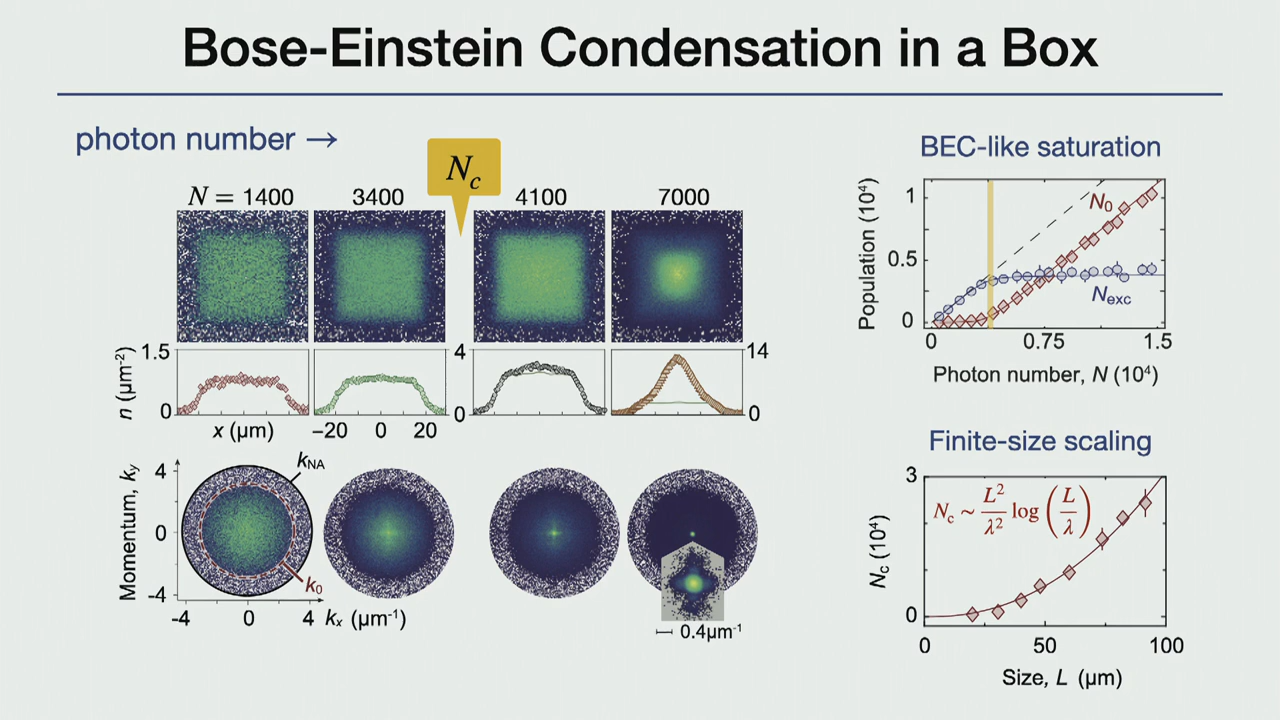 Bose-Einstein Condensation in a Box
photon number →
N_c
N = 1400 3400 4100 7000
n (μm⁻²)
1.5
0
4
0
14
0
x (μm)
−20 0 20
Momentum, k_y
4
0
-4
k_NA
k_0
-4 0 4 k_x (μm⁻¹)
0.4μm⁻¹
BEC-like saturation
Population (10⁴)
1
0.5
0
N_0
N_exc
0 0.75 1.5
Photon number, N (10⁴)
Finite-size scaling
N_c (10⁴)
3
0
N_c ~ L²/λ² log (L/λ)
0 50 100
Size, L (μm)